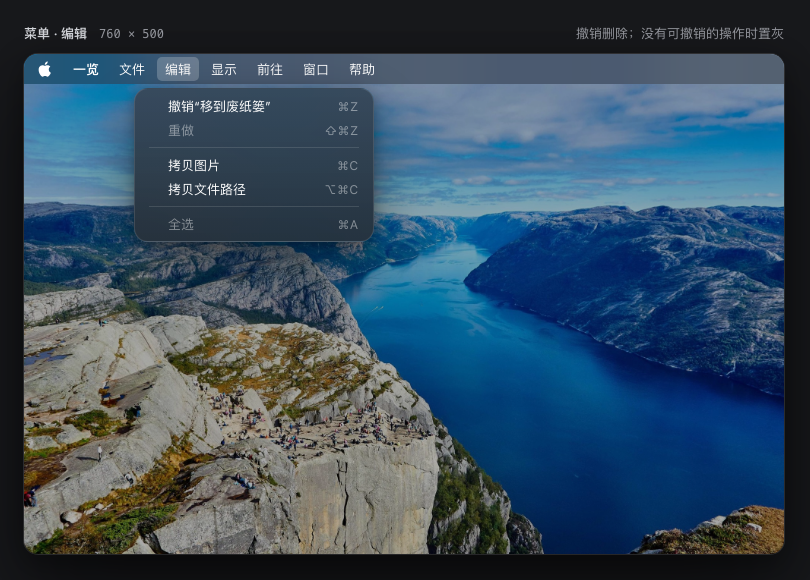 菜单 · 编辑 760 × 500
撤销删除；没有可撤销的操作时置灰
一览 文件 编辑 显示 前往 窗口 帮助
撤销“移到废纸篓” ⌘Z
重做 ⇧⌘Z
拷贝图片 ⌘C
拷贝文件路径 ⌥⌘C
全选 ⌘A